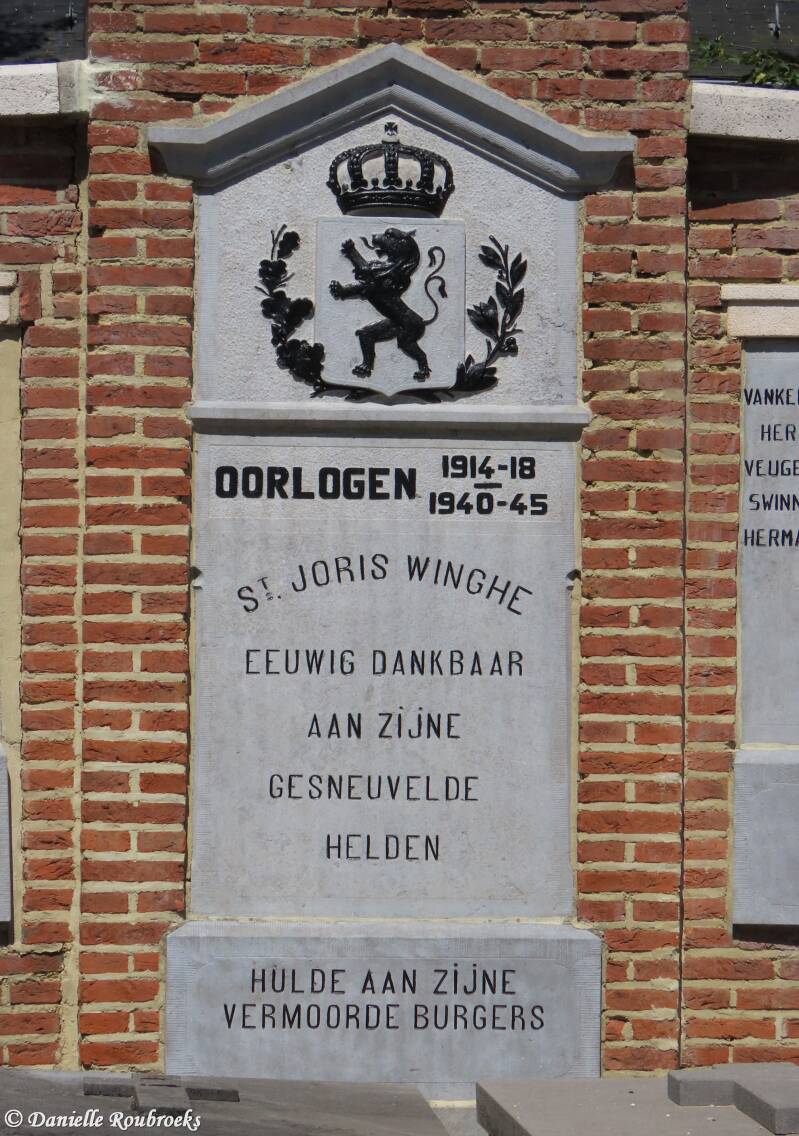 OORLOGEN 1914-18
1940-45
ST. JORIS WINGHE
EEUWIG DANKBAAR
AAN ZIJNE
GESNEUVELDE
HELDEN
HULDE AAN ZIJNE
VERMOORDE BURGERS
VANKE
HER
VEUGE
SWINN
HERMA
© Danielle Roubroeks